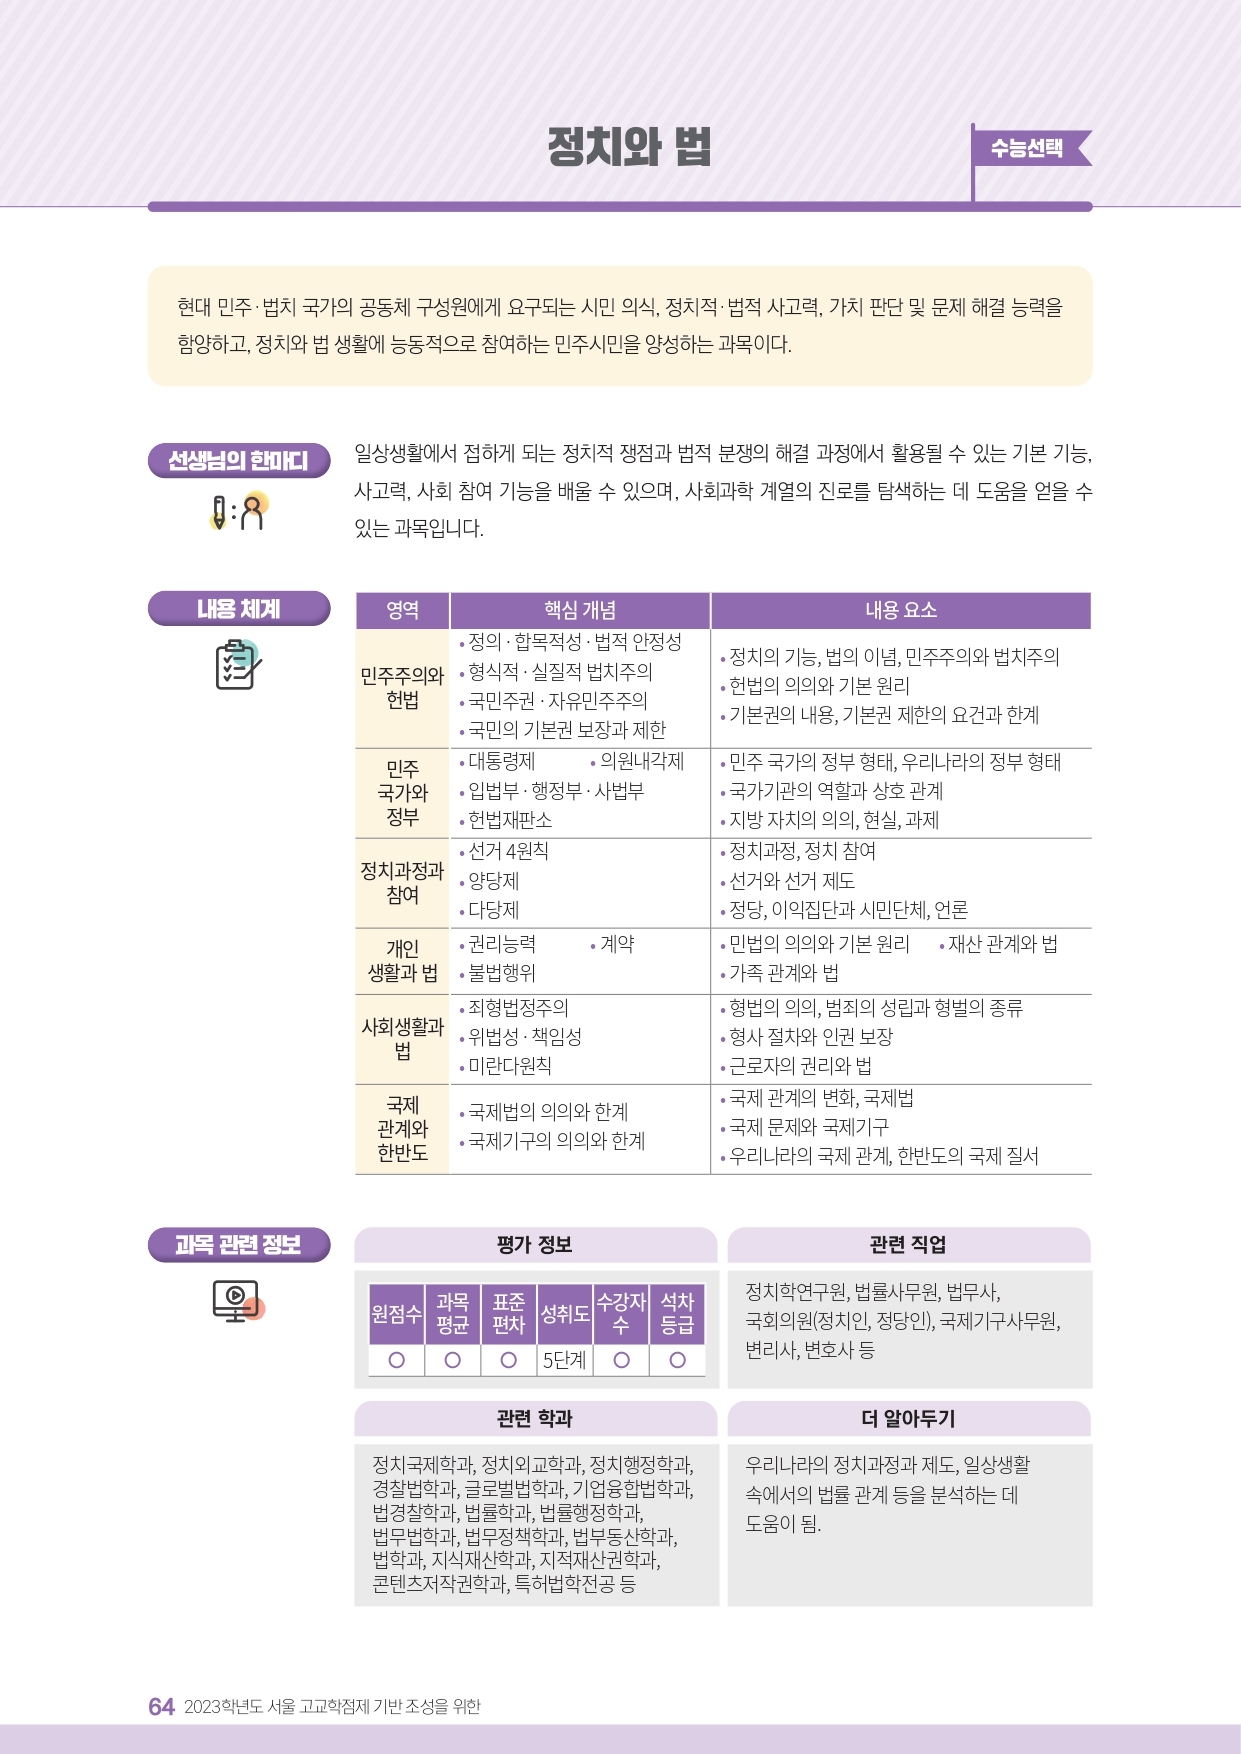 정치와 법
수능선택
현대 민주·법치 국가의 공동체 구성원에게 요구되는 시민 의식, 정치적·법적 사고력, 가치 판단 및 문제 해결 능력을
함양하고, 정치와 법 생활에 능동적으로 참여하는 민주시민을 양성하는 과목이다.
선생님의 한마디
일상생활에서 접하게 되는 정치적 쟁점과 법적 분쟁의 해결 과정에서 활용될 수 있는 기본 기능,
사고력, 사회 참여 기능을 배울 수 있으며, 사회과학 계열의 진로를 탐색하는 데 도움을 얻을 수
있는 과목입니다.
내용 체계
영역 핵심 개념 내용 요소
민주주의와
헌법
• 정의 · 합목적성 · 법적 안정성
• 형식적 · 실질적 법치주의
• 국민주권 · 자유민주주의
• 국민의 기본권 보장과 제한
• 정치의 기능, 법의 이념, 민주주의와 법치주의
• 헌법의 의의와 기본 원리
• 기본권의 내용, 기본권 제한의 요건과 한계
민주
국가와
정부
• 대통령제 • 의원내각제
• 입법부 · 행정부 · 사법부
• 헌법재판소
• 민주 국가의 정부 형태, 우리나라의 정부 형태
• 국가기관의 역할과 상호 관계
• 지방 자치의 의의, 현실, 과제
정치과정과
참여
• 선거 4원칙
• 양당제
• 다당제
• 정치과정, 정치 참여
• 선거와 선거 제도
• 정당, 이익집단과 시민단체, 언론
개인
생활과 법
• 권리능력 • 계약
• 불법행위
• 민법의 의의와 기본 원리 • 재산 관계와 법
• 가족 관계와 법
사회생활과
법
• 죄형법정주의
• 위법성 · 책임성
• 미란다원칙
• 형법의 의의, 범죄의 성립과 형벌의 종류
• 형사 절차와 인권 보장
• 근로자의 권리와 법
국제
관계와
한반도
• 국제법의 의의와 한계
• 국제기구의 의의와 한계
• 국제 관계의 변화, 국제법
• 국제 문제와 국제기구
• 우리나라의 국제 관계, 한반도의 국제 질서
과목 관련 정보
평가 정보
원점수 과목 평균 표준 편차 성취도 수강자 수 석차 등급
○ ○ ○ 5단계 ○ ○
관련 직업
정치학연구원, 법률사무원, 법무사,
국회의원(정치인, 정당인), 국제기구사무원,
변리사, 변호사 등
관련 학과
정치국제학과, 정치외교학과, 정치행정학과,
경찰법학과, 글로벌법학과, 기업융합법학과,
법경찰학과, 법률학과, 법률행정학과,
법무법학과, 법무정책학과, 법부동산학과,
법학과, 지식재산학과, 지적재산권학과,
콘텐츠저작권학과, 특허법학전공 등
더 알아두기
우리나라의 정치과정과 제도, 일상생활
속에서의 법률 관계 등을 분석하는 데
도움이 됨.
64 2023학년도 서울 고교학점제 기반 조성을 위한